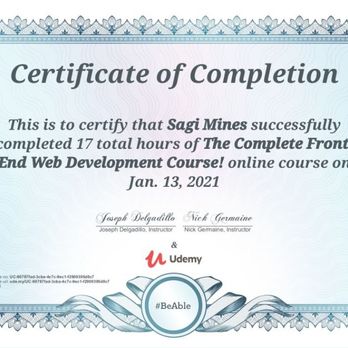 Certificate of Completion
This is to certify that Sagi Mines successfully
completed 17 total hours of The Complete Front
End Web Development Course! online course on
Jan. 13, 2021
Joseph Delgadillo Nick Germaine
Joseph Delgadillo, Instructor Nick Germaine, Instructor
&
Udemy
#BeAble